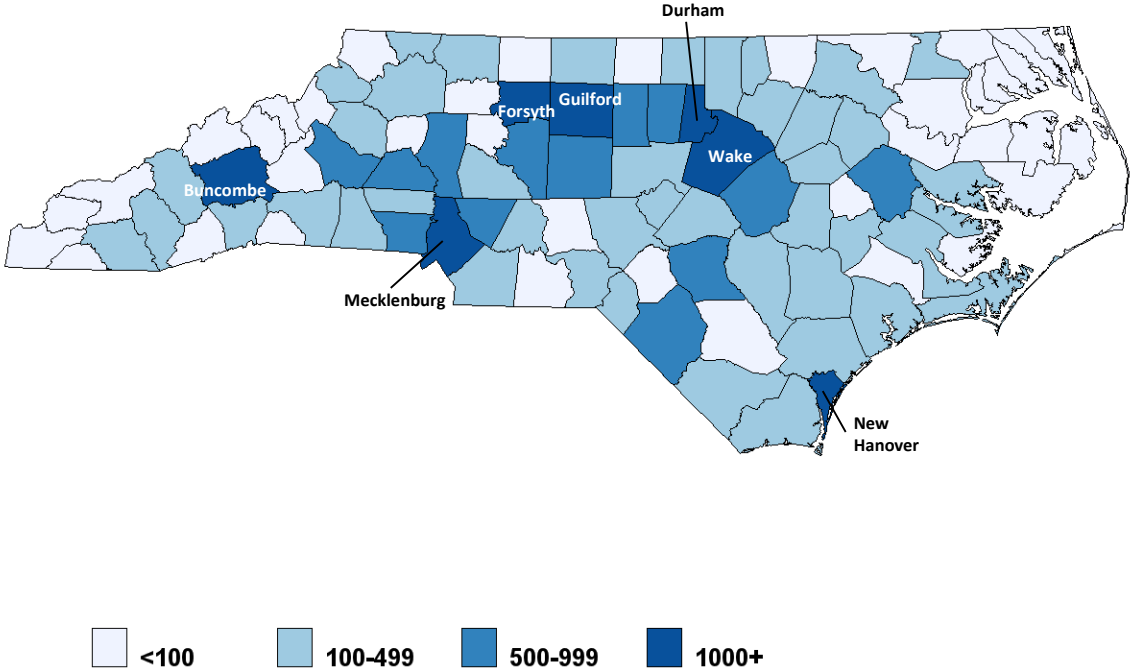 Durham
Guilford
Forsyth
Wake
Buncombe
Mecklenburg
New
Hanover
<100
100-499
500-999
1000+